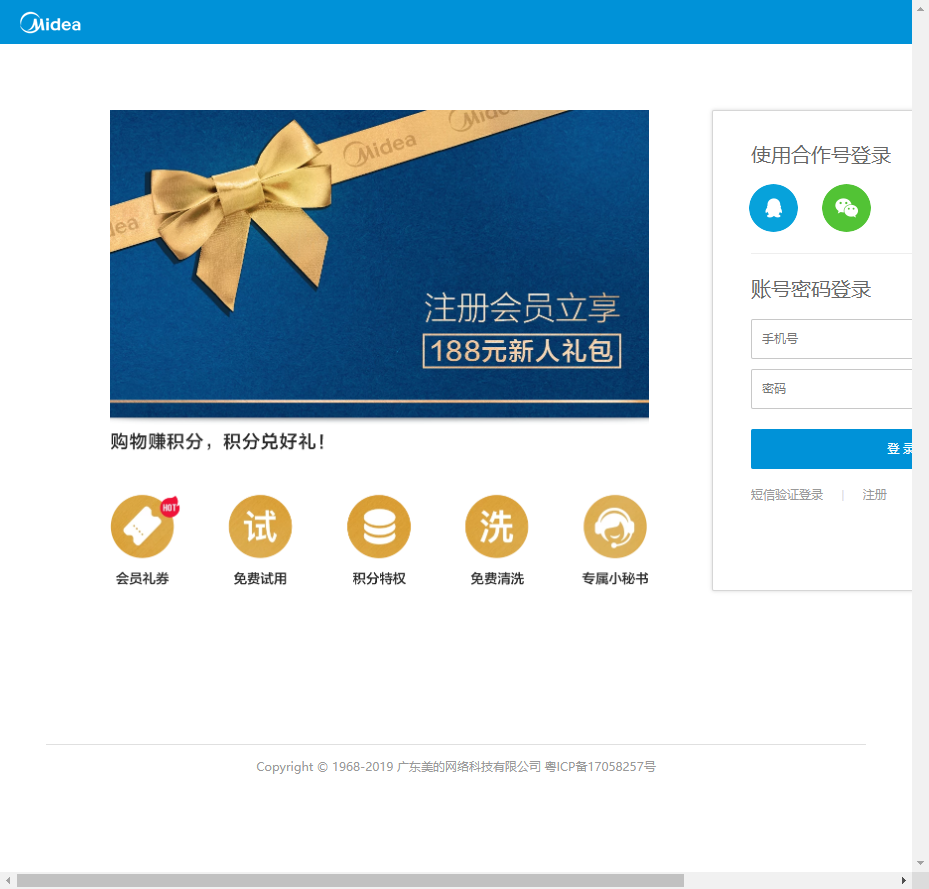 Midea
Midea
Midea
dea
注册会员立享
188元新人礼包
购物赚积分，积分兑好礼！
HOT
试
洗
会员礼券
免费试用
积分特权
免费清洗
专属小秘书
使用合作号登录
账号密码登录
手机号
密码
登 录
短信验证登录 | 注册
Copyright © 1968-2019 广东美的网络科技有限公司 粤ICP备17058257号